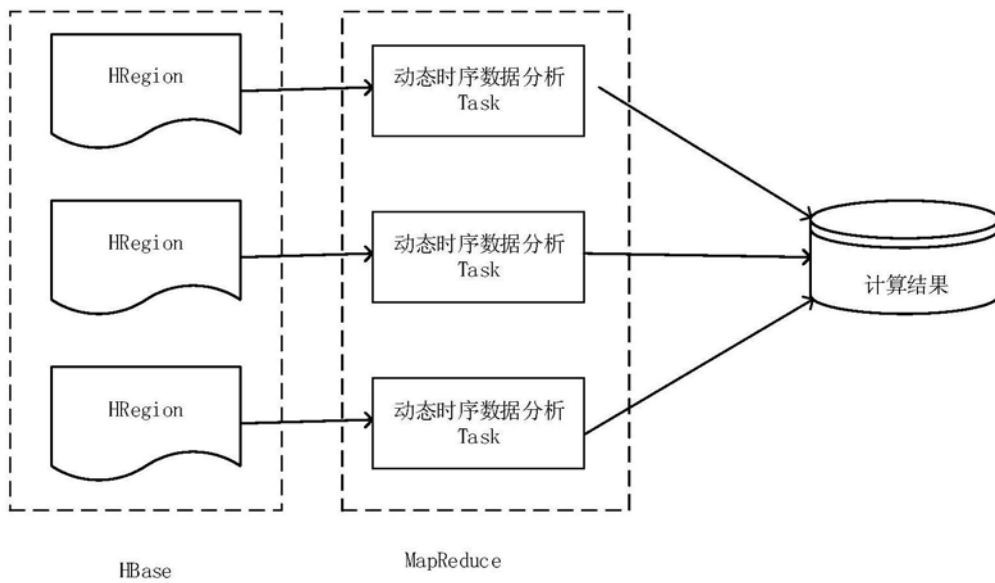 HRegion
动态时序数据分析
Task
HRegion
动态时序数据分析
Task
计算结果
HRegion
动态时序数据分析
Task
HBase
MapReduce